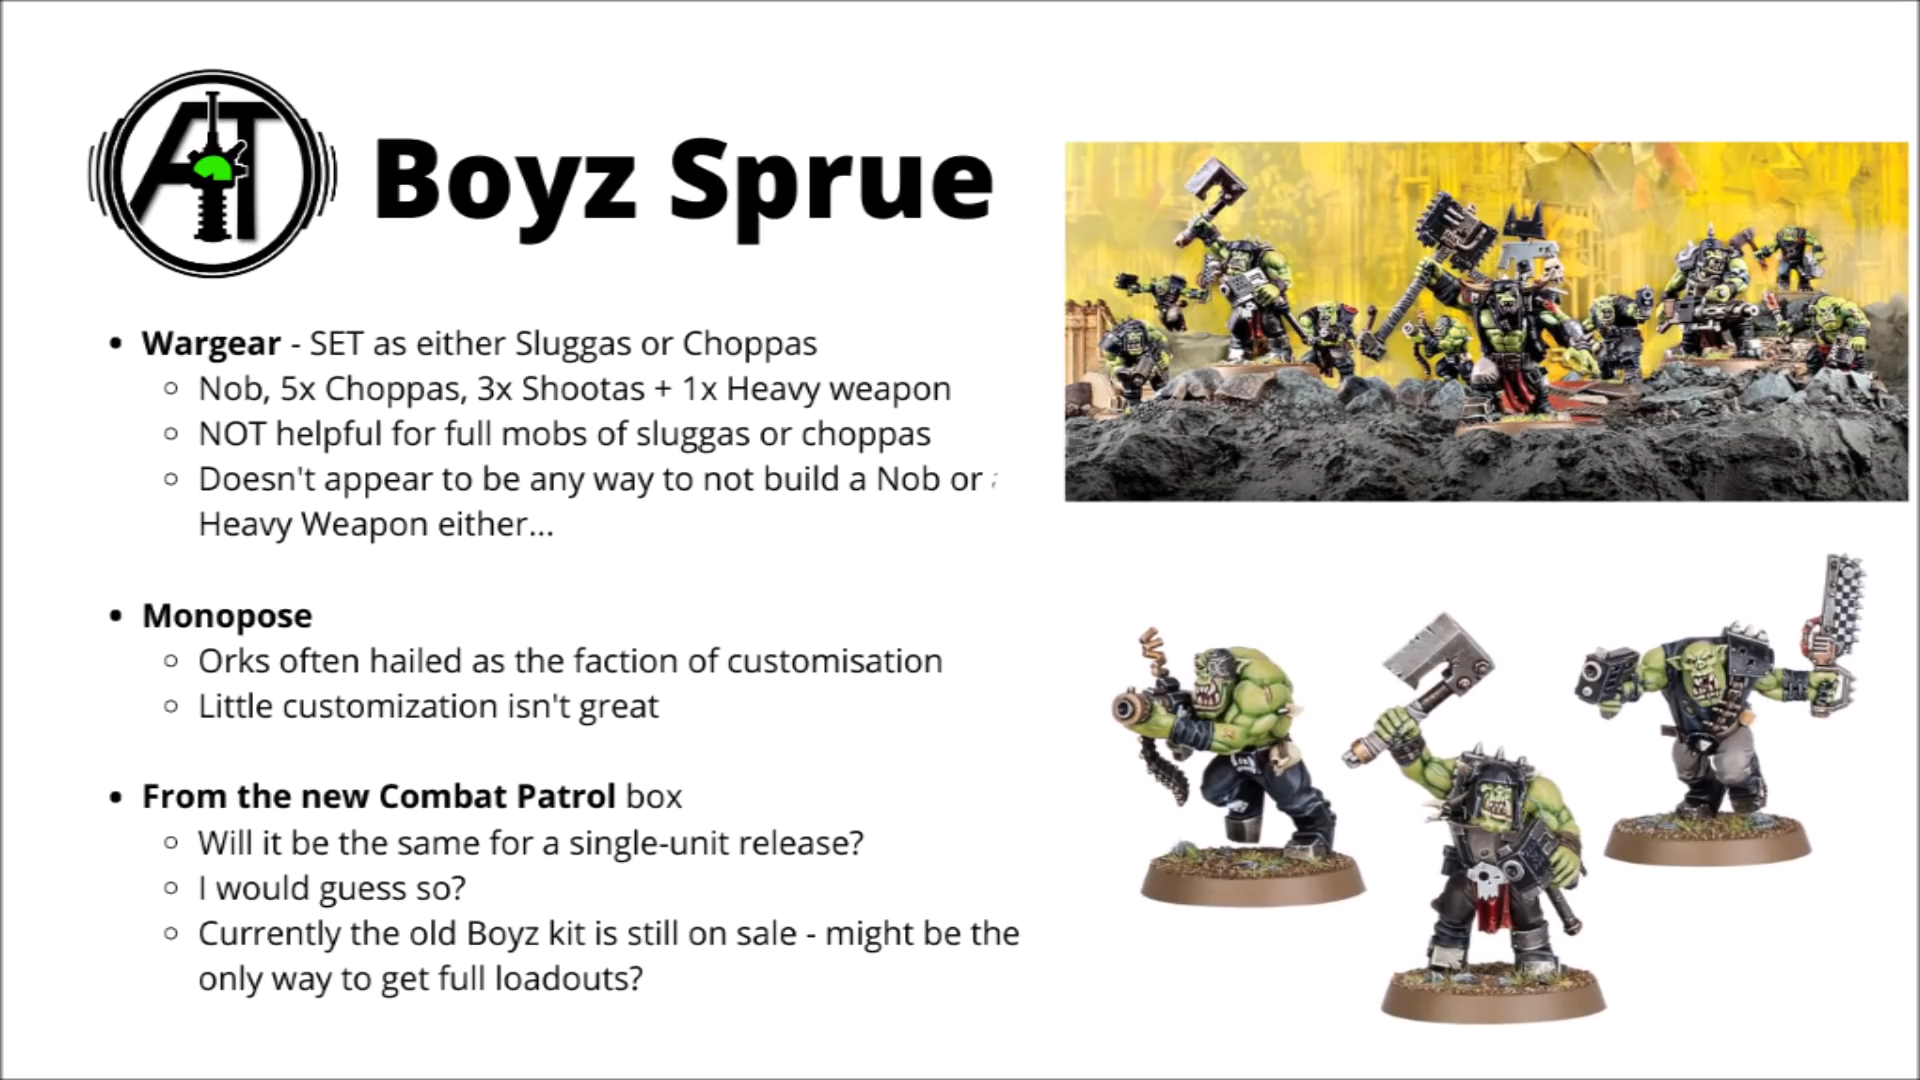 AT
Boyz Sprue
Wargear - SET as either Sluggas or Choppas
Nob, 5x Choppas, 3x Shootas + 1x Heavy weapon
NOT helpful for full mobs of sluggas or choppas
Doesn't appear to be any way to not build a Nob or
Heavy Weapon either...
Monopose
Orks often hailed as the faction of customisation
Little customization isn't great
From the new Combat Patrol box
Will it be the same for a single-unit release?
I would guess so?
Currently the old Boyz kit is still on sale - might be the
only way to get full loadouts?